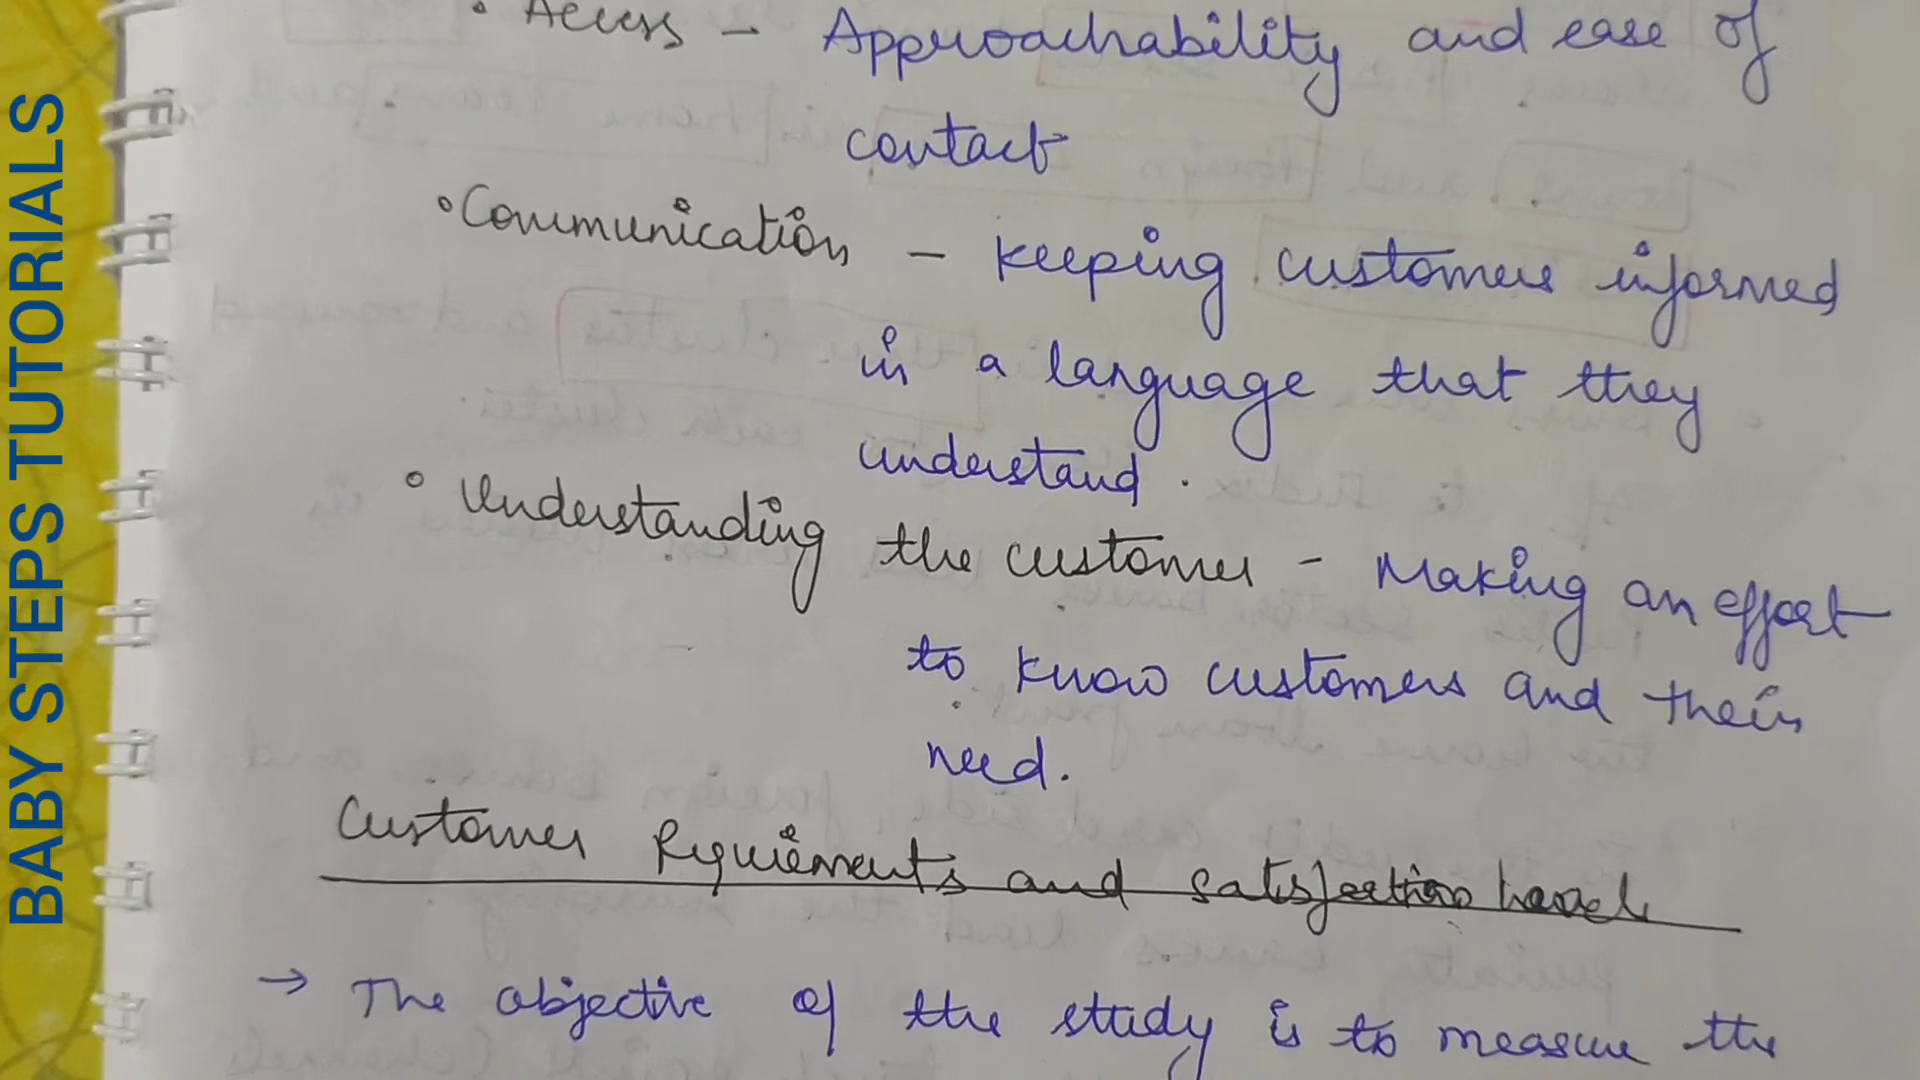 • Access – Approachability and ease of
contact
• Communication – Keeping customers informed
in a language that they
understand.
• Understanding the customer – Making an effort
to know customers and their
need.
Customer Requirements and satisfaction level
→ The objective of the study is to measure the
BABY STEPS TUTORIALS